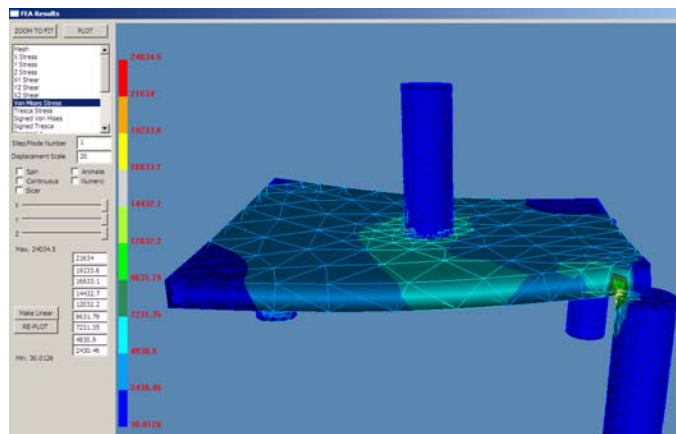 FEA Results
ZOOM TO FIT
PLOT
Mesh
X Stress
Y Stress
Z Stress
XY Shear
YZ Shear
XZ Shear
Von Mises Stress
Tresca Stress
Signed Von Mises
Signed Tresca
Step/Mode Number 1
Displacement Scale 20
Spin
Animate
Continuous
Numeric
Slicer
X
Y
Z
Max. 24034.5
21634
19233.6
16833.1
14432.7
12032.2
9631.79
7231.35
4830.9
2430.46
Make Linear
RE-PLOT
Min. 30.0126
24034.5
21634
19233.6
16833.1
14432.7
12032.2
9631.79
7231.35
4830.9
2430.46
30.0126